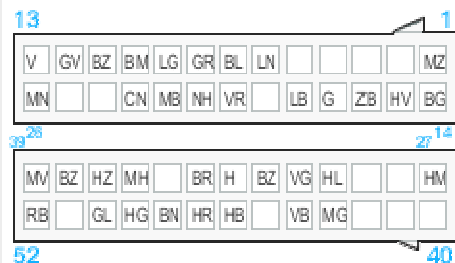 13 1
V GV BZ BM LG GR BL LN MZ
MN CN MB NH VR LB G ZB HV BG
39 26 27 14
MV BZ HZ MH BR H BZ VG HL HM
RB GL HG BN HR HB VB MG
52 40